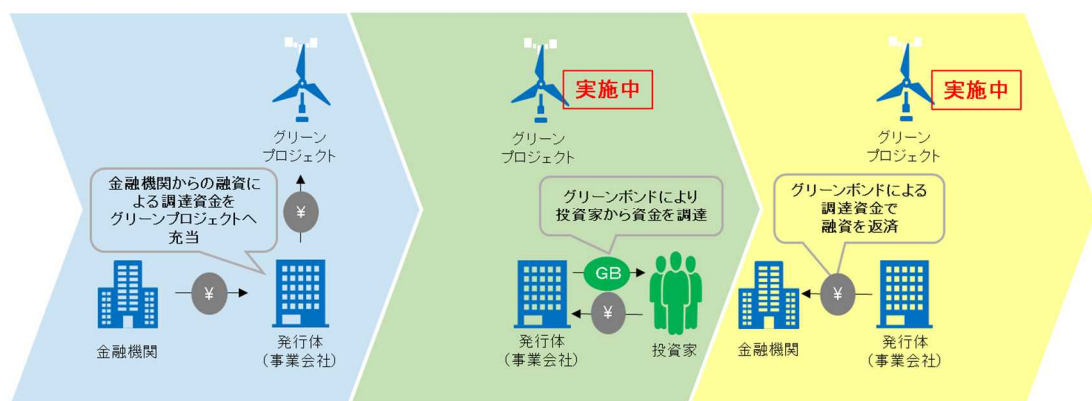 グリーン
プロジェクト
金融機関からの融資に
よる調達資金を
グリーンプロジェクトへ
充当
¥
¥
金融機関
発行体
(事業会社)
実施中
グリーン
プロジェクト
グリーンボンドにより
投資家から資金を調達
GB
¥
発行体
(事業会社)
投資家
実施中
グリーン
プロジェクト
グリーンボンドによる
調達資金で
融資を返済
¥
金融機関
発行体
(事業会社)